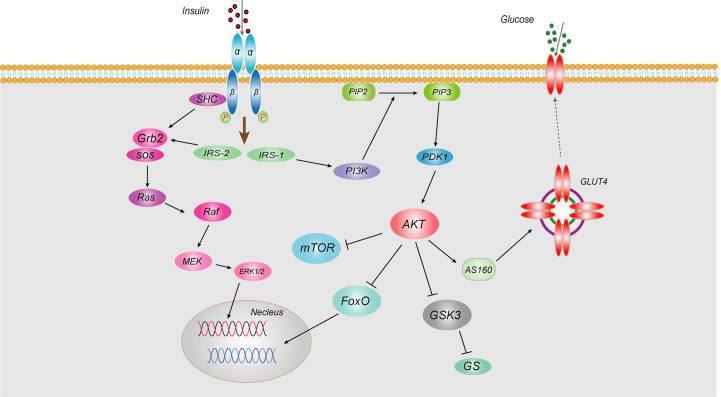 Insulin
Glucose
α α
β β
SHC
P P
PIP2
PIP3
Grb2
SOS
IRS-2
IRS-1
PI3K
PDK1
GLUT4
Ras
Raf
AKT
mTOR
MEK
ERK1/2
AS160
Necleus
FoxO
GSK3
GS